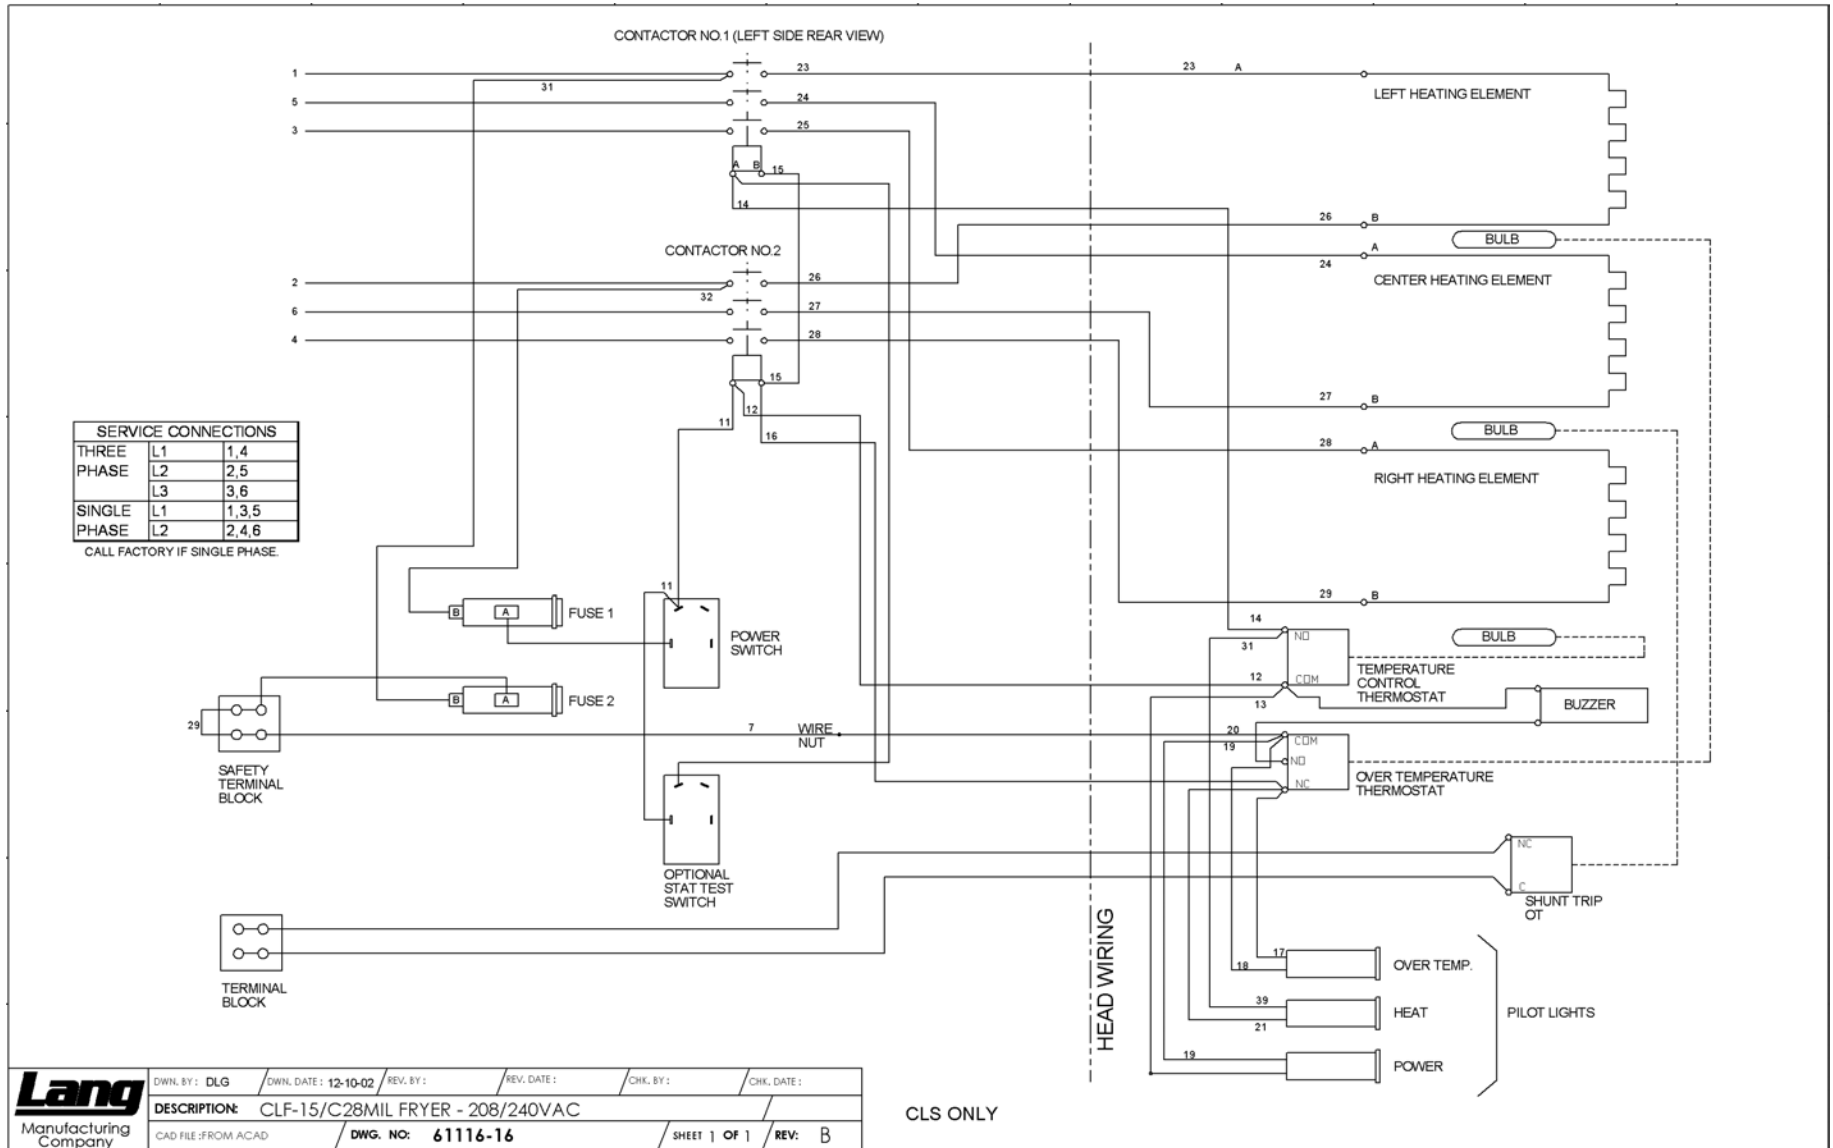 CONTACTOR NO.1 (LEFT SIDE REAR VIEW)
1
31
23
23 A
LEFT HEATING ELEMENT
5
24
3
25
A B
15
14
26 B
BULB
CONTACTOR NO.2
A
24
CENTER HEATING ELEMENT
2
32
26
6
27
4
28
15
27 B
11
12
16
BULB
28 A
RIGHT HEATING ELEMENT
SERVICE CONNECTIONS
THREE L1 1,4
PHASE L2 2,5
L3 3,6
SINGLE L1 1,3,5
PHASE L2 2,4,6
CALL FACTORY IF SINGLE PHASE.
29 B
11
B A FUSE 1
POWER
SWITCH
14
31
NO
BULB
12
COM
13
TEMPERATURE
CONTROL
THERMOSTAT
B A FUSE 2
BUZZER
29
7
WIRE
NUT
20
19
COM
NO
NC
OVER TEMPERATURE
THERMOSTAT
SAFETY
TERMINAL
BLOCK
OPTIONAL
STAT TEST
SWITCH
NC
C
SHUNT TRIP
OT
TERMINAL
BLOCK
HEAD WIRING
17
18
OVER TEMP.
39
21
HEAT
PILOT LIGHTS
19
POWER
Lang
Manufacturing
Company
DWN. BY: DLG DWN. DATE: 12-10-02 REV. BY: REV. DATE: CHK. BY: CHK. DATE:
DESCRIPTION: CLF-15/C28MIL FRYER - 208/240VAC
CAD FILE:FROM ACAD DWG. NO: 61116-16 SHEET 1 OF 1 REV: B
CLS ONLY